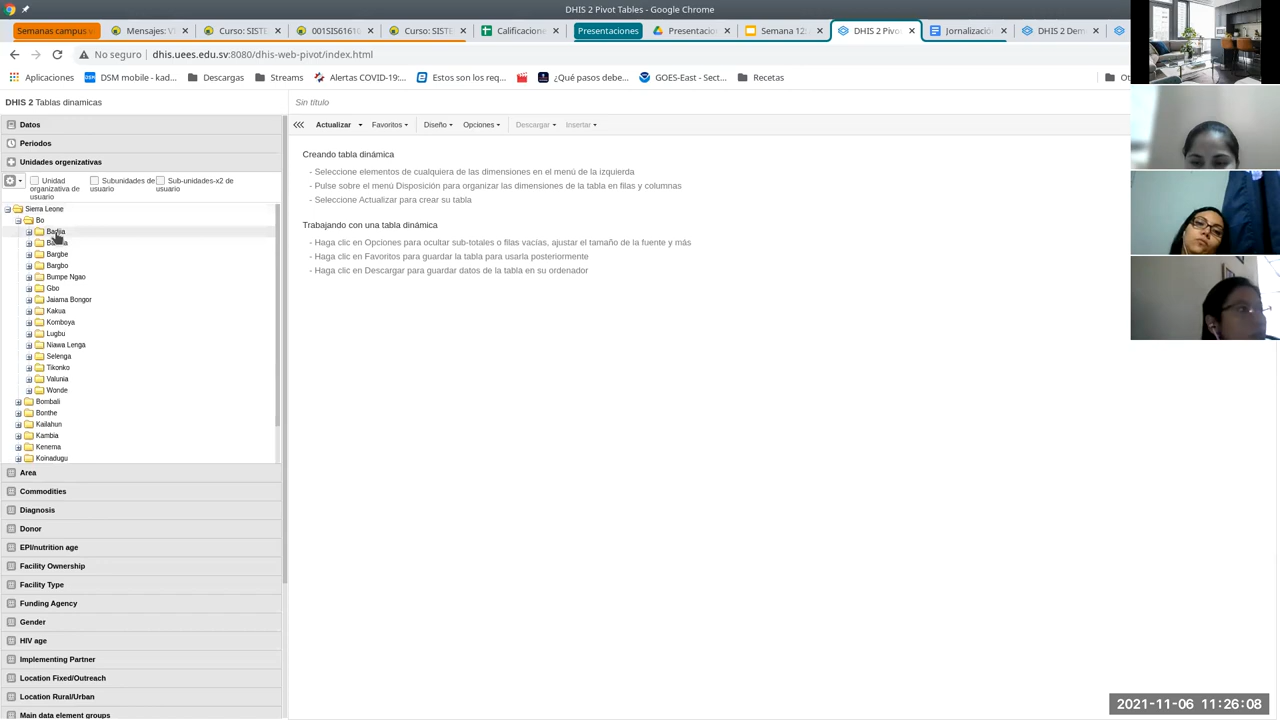 DHIS 2 Pivot Tables - Google Chrome
Semanas campus v
Mensajes: V
Curso: SISTE
001SIS61610
Curso: SISTE
Calificacione
Presentaciones
Presentacio
Semana 12:
DHIS 2 Pivo
Jornalizació
DHIS 2 Dem
No seguro
dhis.uees.edu.sv:8080/dhis-web-pivot/index.html
Aplicaciones
DSM mobile - kad...
Descargas
Streams
Alertas COVID-19:...
Estos son los req...
¿Qué pasos debe...
GOES-East - Sect...
Recetas
DHIS 2 Tablas dinamicas
Sin titulo
Datos
Periodos
Unidades orgenizativas
Actualizar
Favoritos
Diseño
Opciones
Descargar
Insertar
Unidad organizativa de usuario
Subunidades de usuario
Sub-unidades-x2 de usuario
Sierra Leone
Bo
Bargbe
Bargbo
Bumpe Ngao
Gbo
Jaiama Bongor
Kakua
Komboya
Lugbu
Niawa Lenga
Selenga
Tikonko
Valunia
Wonde
Bombali
Bonthe
Kailahun
Kambia
Kenema
Koinadugu
Area
Commodities
Diagnosis
Donor
EPI/nutrition age
Facility Ownership
Facility Type
Funding Agency
Gender
HIV age
Implementing Partner
Location Fixed/Outreach
Location Rural/Urban
Main data element groups
Creando tabla dinámica
- Seleccione elementos de cualquiera de las dimensiones en el menú de la izquierda
- Pulse sobre el menú Disposición para organizar las dimensiones de la tabla en filas y columnas
- Seleccione Actualizar para crear su tabla
Trabajando con una tabla dinámica
- Haga clic en Opciones para ocultar sub-totales o filas vacías, ajustar el tamaño de la fuente y más
- Haga clic en Favoritos para guardar la tabla para usarla posteriormente
- Haga clic en Descargar para guardar datos de la tabla en su ordenador
2021-11-06 11:26:08